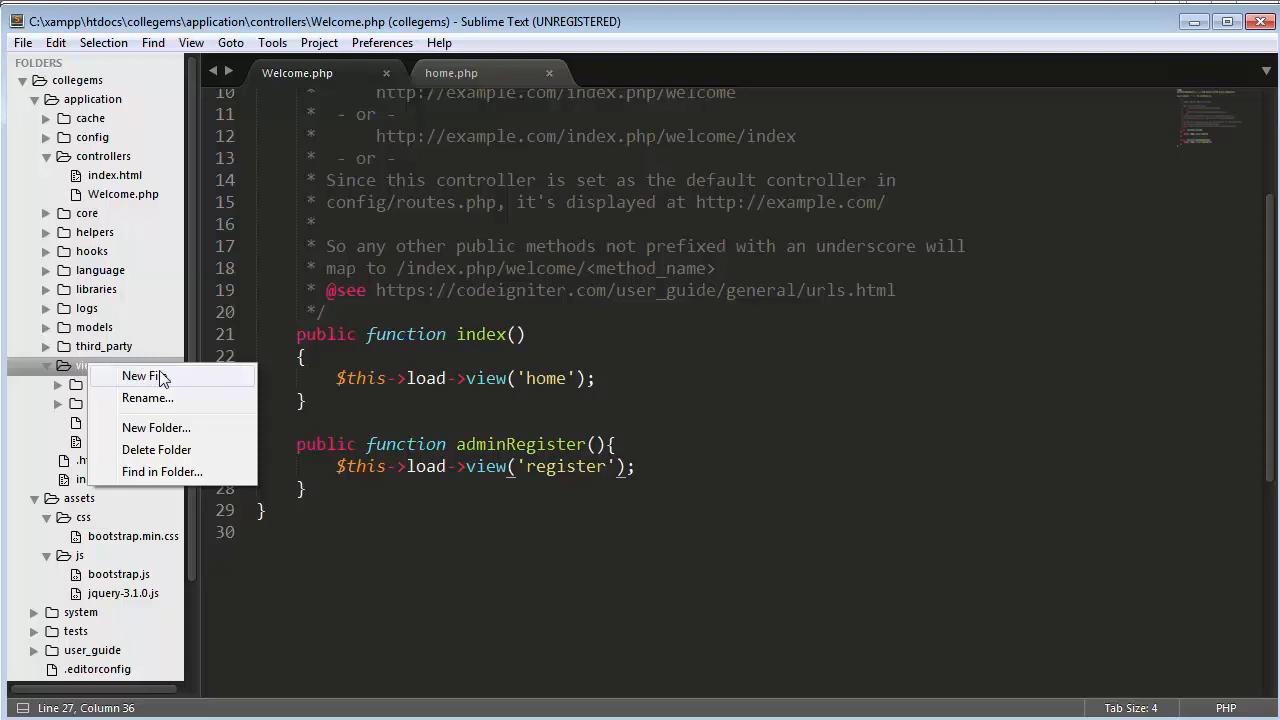 C:\xampp\htdocs\collegems\application\controllers\Welcome.php (collegems) - Sublime Text (UNREGISTERED)
File Edit Selection Find View Goto Tools Project Preferences Help
FOLDERS
collegems
application
cache
config
controllers
index.html
Welcome.php
core
helpers
hooks
language
libraries
logs
models
third_party
New
Rename...
New Folder...
Delete Folder
Find in Folder...
assets
css
bootstrap.min.css
js
bootstrap.js
jquery-3.1.0.js
system
tests
user_guide
.editorconfig
Welcome.php home.php
10 * http://example.com/index.php/welcome
11 * - or -
12 * http://example.com/index.php/welcome/index
13 * - or -
14 * Since this controller is set as the default controller in
15 * config/routes.php, it's displayed at http://example.com/
16 *
17 * So any other public methods not prefixed with an underscore will
18 * map to /index.php/welcome/<method_name>
19 * @see https://codeigniter.com/user_guide/general/urls.html
20 */
21 public function index()
22 {
$this->load->view('home');
}
public function adminRegister(){
$this->load->view('register');
28 }
29 }
30
Line 27, Column 36 Tab Size: 4 PHP